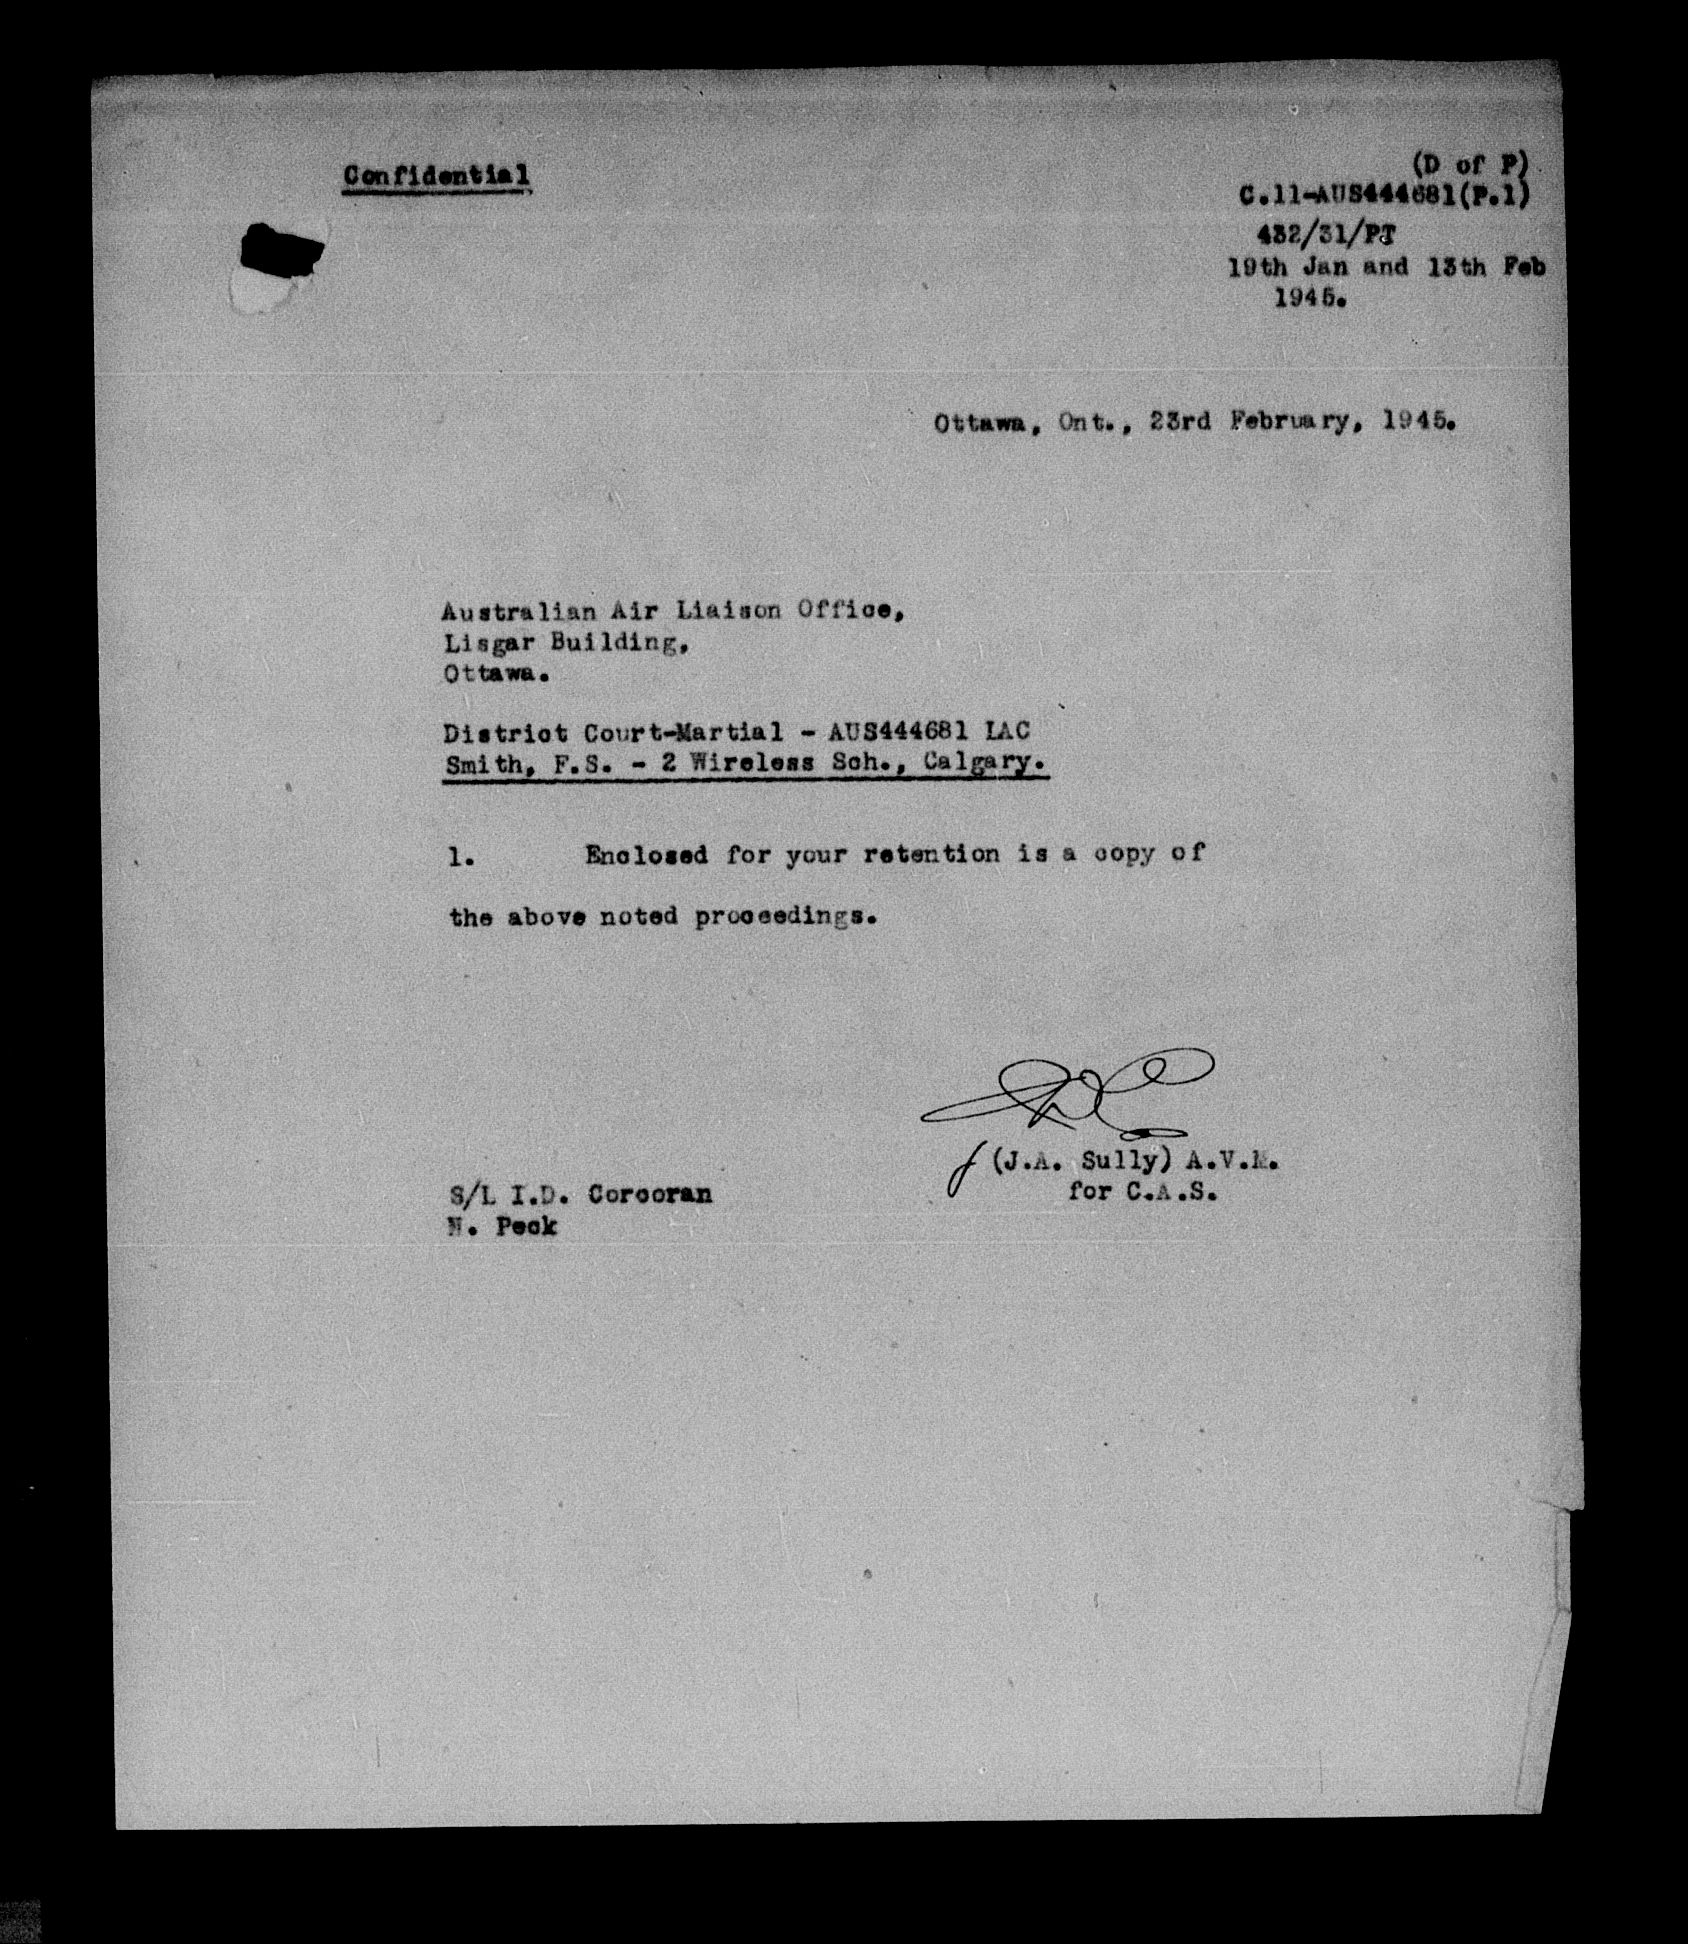 Confidential
(D of P)
C.11-AUS444681(P.1)
432/31/PT
19th Jan and 13th Feb
1945.
Ottawa, Ont., 23rd February, 1945.
Australian Air Liaison Office,
Lisgar Building,
Ottawa.
District Court-Martial - AUS444681 LAC
Smith, F.S. - 2 Wireless Sch., Calgary.
1. Enclosed for your retention is a copy of
the above noted proceedings.
(J.A. Sully) A.V.M.
for C.A.S.
S/L I.D. Corcoran
N. Peck